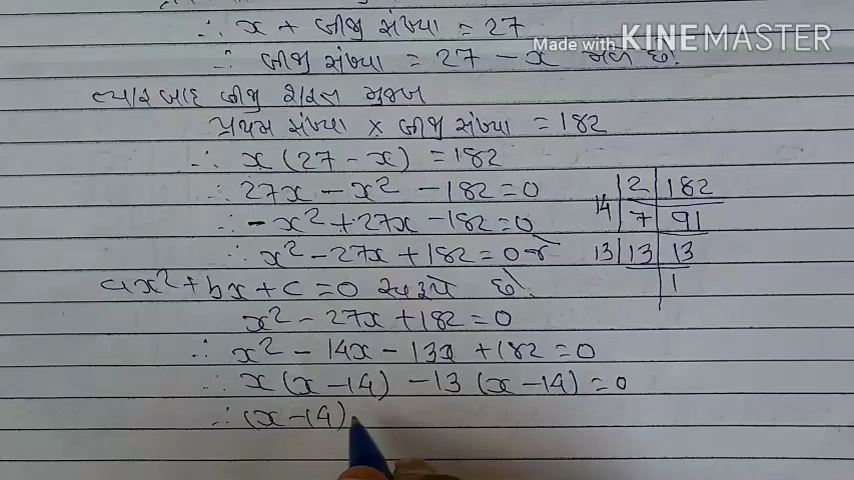 ∴ x + બીજી સંખ્યા = 27
Made with KINEMASTER
∴ બીજી સંખ્યા = 27 - x મળે છે.
ત્યારબાદ બીજી શરત મુજબ
પ્રથમ સંખ્યા × બીજી સંખ્યા = 182
∴ x (27 - x) = 182
∴ 27x - x² - 182 = 0
∴ -x² + 27x - 182 = 0
∴ x² - 27x + 182 = 0 જે
2 | 182
14 | 7 | 91
13 | 13 | 13
1
ax² + bx + c = 0 સ્વરૂપે છે.
x² - 27x + 182 = 0
∴ x² - 14x - 13x + 182 = 0
∴ x (x - 14) - 13 (x - 14) = 0
∴ (x - 14)